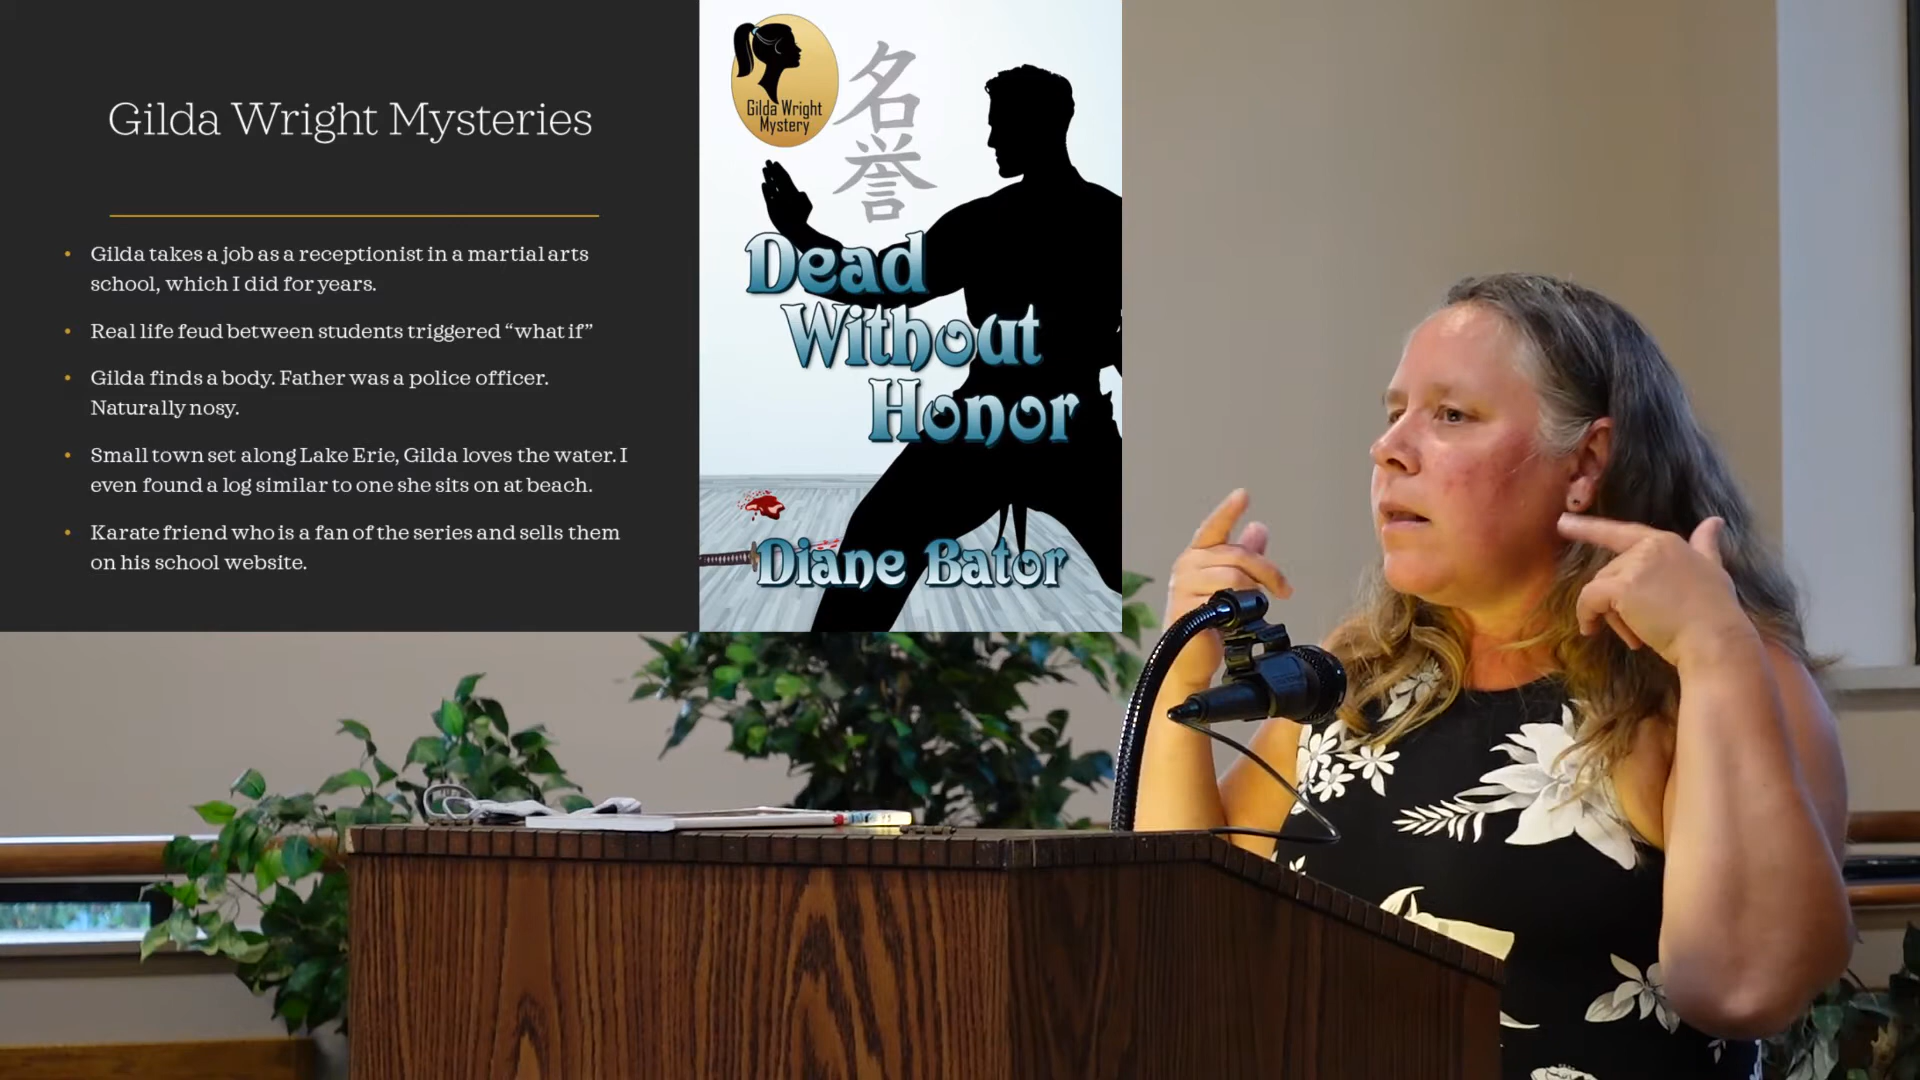 Gilda Wright Mysteries
Gilda takes a job as a receptionist in a martial arts
school, which I did for years.
Real life feud between students triggered “what if”
Gilda finds a body. Father was a police officer.
Naturally nosy.
Small town set along Lake Erie, Gilda loves the water. I
even found a log similar to one she sits on at beach.
Karate friend who is a fan of the series and sells them
on his school website.
Gilda Wright
Mystery
名
誉
Dead
Without
Honor
Diane Bator